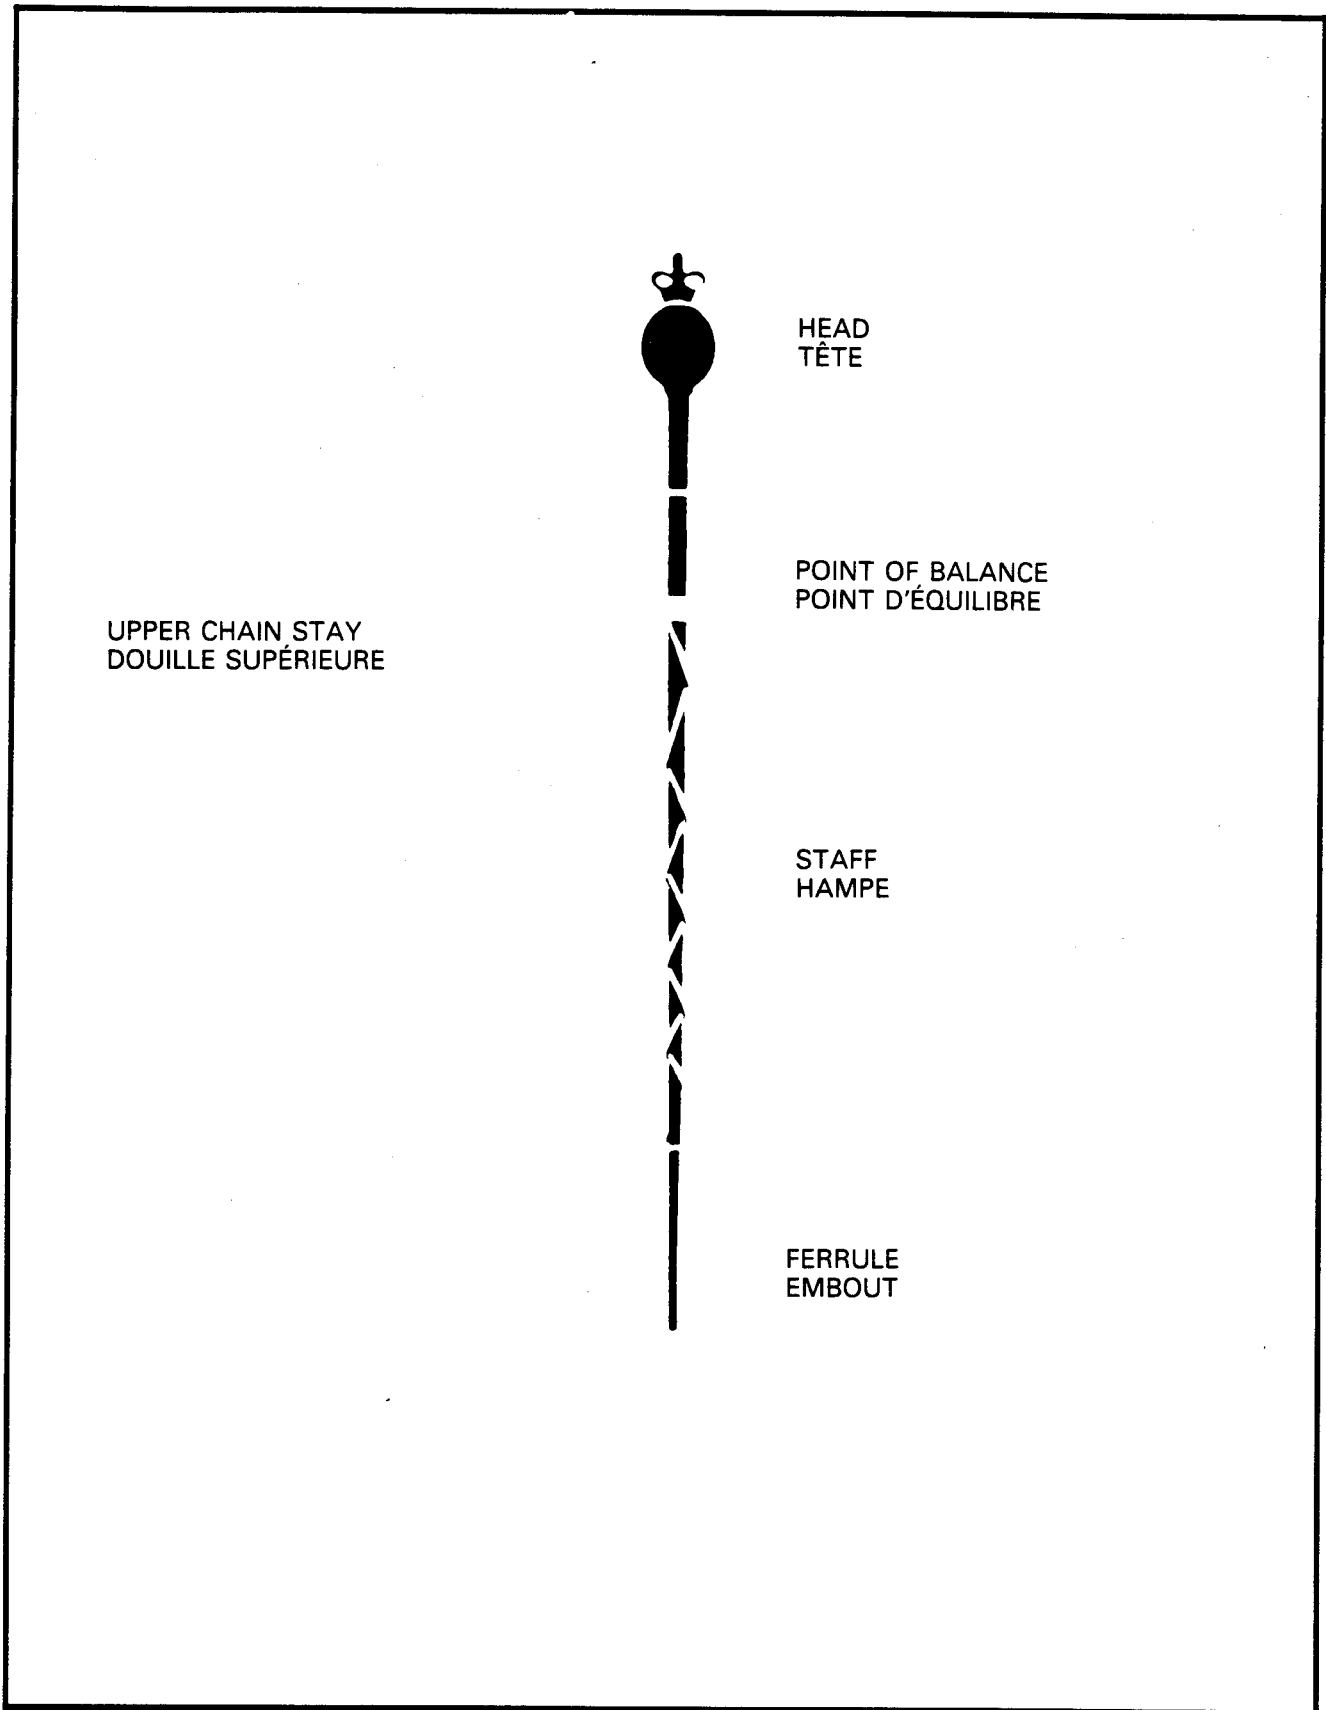 HEAD
TÊTE
POINT OF BALANCE
POINT D'ÉQUILIBRE
UPPER CHAIN STAY
DOUILLE SUPÉRIEURE
STAFF
HAMPE
FERRULE
EMBOUT